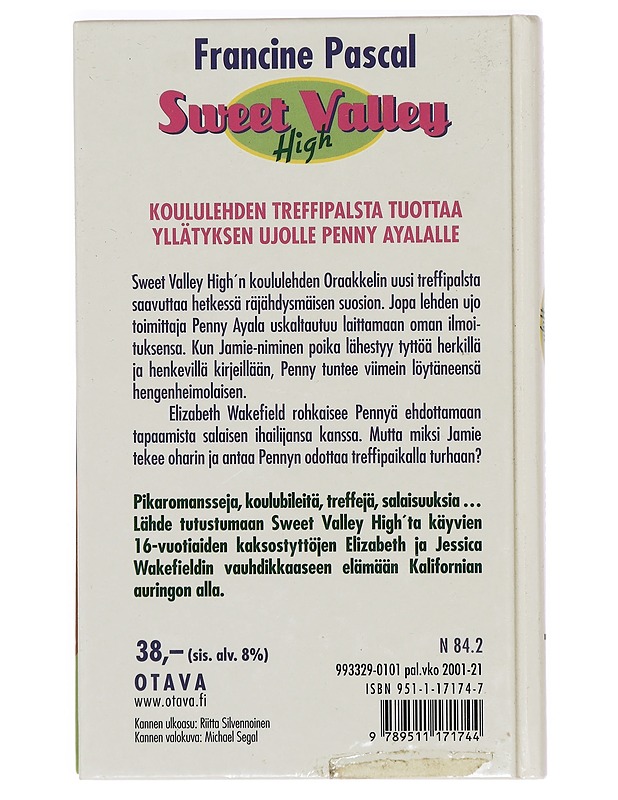 Francine Pascal
Sweet Valley
High
KOULULEHDEN TREFFIPALSTA TUOTTAA
YLLÄTYKSEN UJOLLE PENNY AYALALLE
Sweet Valley High´n koululehden Oraakkelin uusi treffipalsta
saavuttaa hetkessä räjähdysmäisen suosion. Jopa lehden ujo
toimittaja Penny Ayala uskaltautuu laittamaan oman ilmoi-
tuksensa. Kun Jamie-niminen poika lähestyy tyttöä herkillä
ja henkevillä kirjeillään, Penny tuntee viimein löytäneensä
hengenheimolaisen.
Elizabeth Wakefield rohkaisee Pennyä ehdottamaan
tapaamista salaisen ihailijansa kanssa. Mutta miksi Jamie
tekee oharin ja antaa Pennyn odottaa treffipaikalla turhaan?
Pikaromansseja, koulubileitä, treffejä, salaisuuksia ...
Lähde tutustumaan Sweet Valley High´ta käyvien
16-vuotiaiden kaksostyttöjen Elizabeth ja Jessica
Wakefieldin vauhdikkaaseen elämään Kalifornian
auringon alla.
38,– (sis. alv. 8%)
OTAVA
www.otava.fi
Kannen ulkoasu: Riitta Silvennoinen
Kannen valokuva: Michael Segal
N 84.2
993329-0101 pal.vko 2001-21
ISBN 951-1-17174-7
9 789511 171744